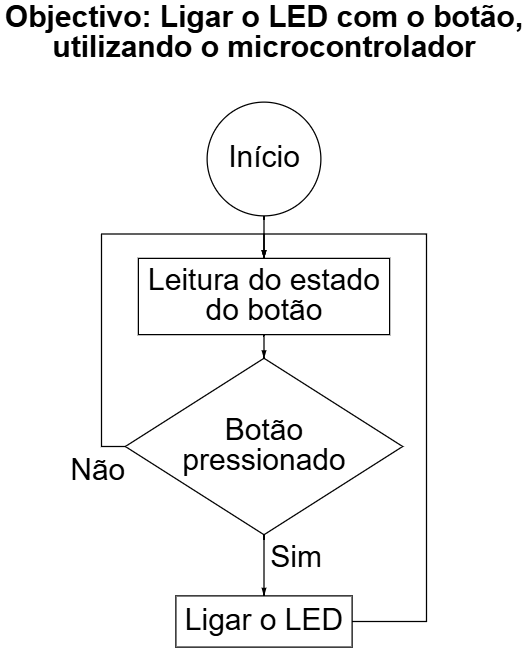 Objectivo: Ligar o LED com o botão,
utilizando o microcontrolador
Início
Leitura do estado
do botão
Botão
pressionado
Não
Sim
Ligar o LED